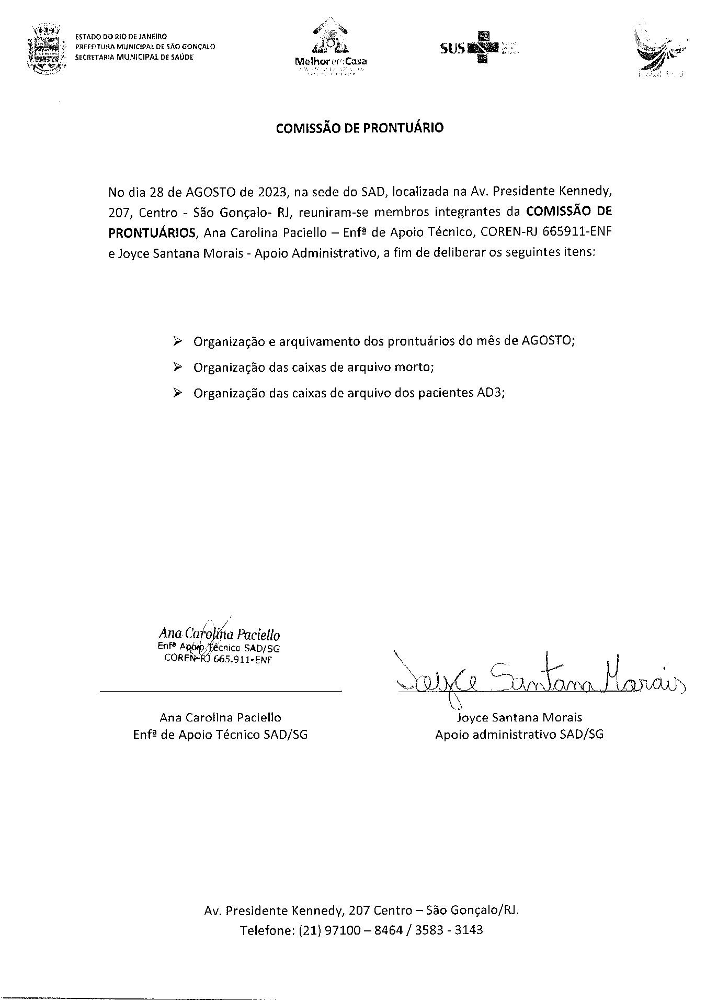 ESTADO DO RIO DE JANEIRO
PREFEITURA MUNICIPAL DE SÃO GONÇALO
SECRETARIA MUNICIPAL DE SAÚDE
Melhor em Casa
SUS
COMISSÃO DE PRONTUÁRIO
No dia 28 de AGOSTO de 2023, na sede do SAD, localizada na Av. Presidente Kennedy,
207, Centro - São Gonçalo- RJ, reuniram-se membros integrantes da COMISSÃO DE
PRONTUÁRIOS, Ana Carolina Paciello – Enfª de Apoio Técnico, COREN-RJ 665911-ENF
e Joyce Santana Morais - Apoio Administrativo, a fim de deliberar os seguintes itens:
➢ Organização e arquivamento dos prontuários do mês de AGOSTO;
➢ Organização das caixas de arquivo morto;
➢ Organização das caixas de arquivo dos pacientes AD3;
Ana Carolina Paciello
Enfª Apoio Técnico SAD/SG
COREN-RJ 665.911-ENF
Joyce Santana Morais
Ana Carolina Paciello
Enfª de Apoio Técnico SAD/SG
Joyce Santana Morais
Apoio administrativo SAD/SG
Av. Presidente Kennedy, 207 Centro – São Gonçalo/RJ.
Telefone: (21) 97100 – 8464 / 3583 - 3143